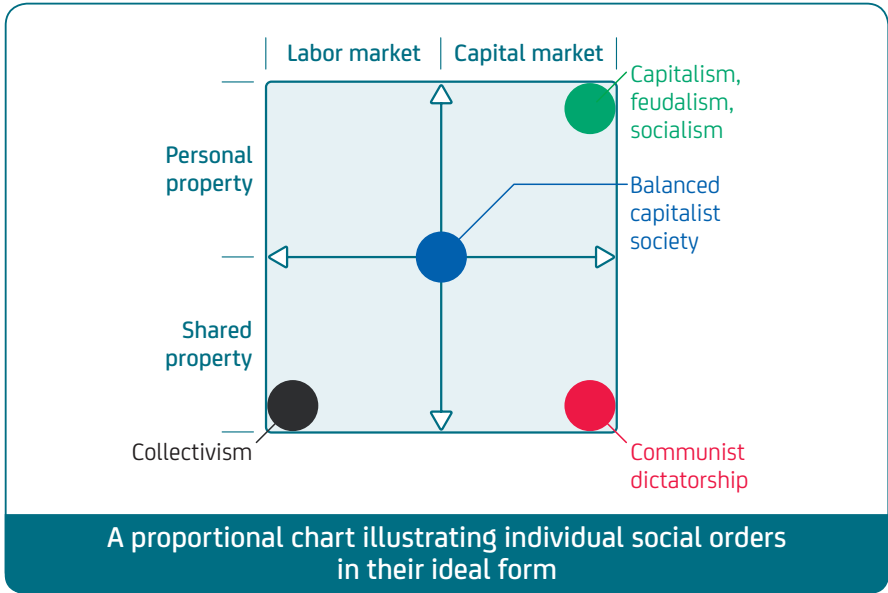 Labor market
Capital market
Capitalism,
feudalism,
socialism
Personal
property
Balanced
capitalist
society
Shared
property
Collectivism
Communist
dictatorship
A proportional chart illustrating individual social orders
in their ideal form